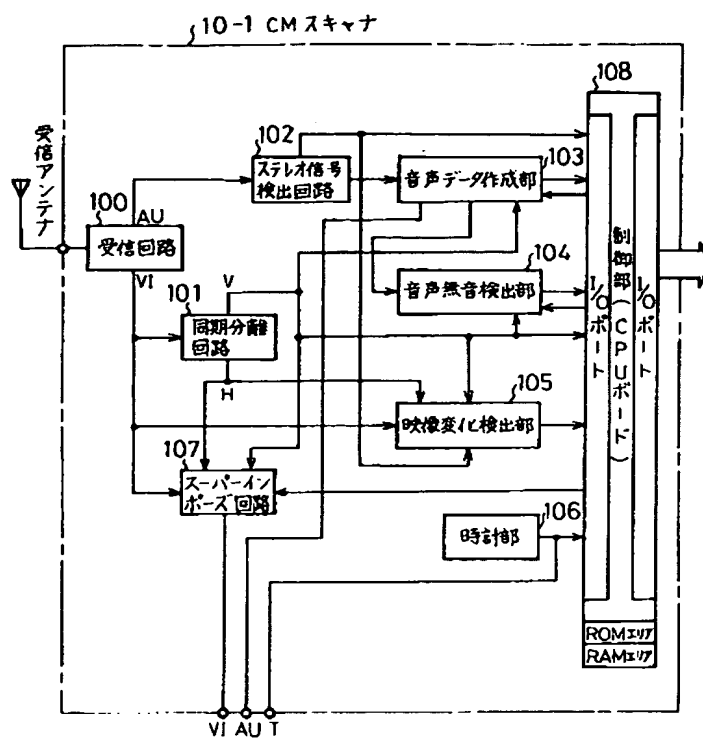 10-1 CMスキャナ
108
102
ステレオ信号
検出回路
103
音声データ作成部
受信アンテナ
100
AU
受信回路
VI
101
V
同期分離
回路
H
104
音声無音検出部
105
映像変化検出部
107
スーパーイン
ポーズ回路
106
時計部
I/Oポート
制御部(CPUボード)
I/Oポート
ROMエリア
RAMエリア
VI AU T